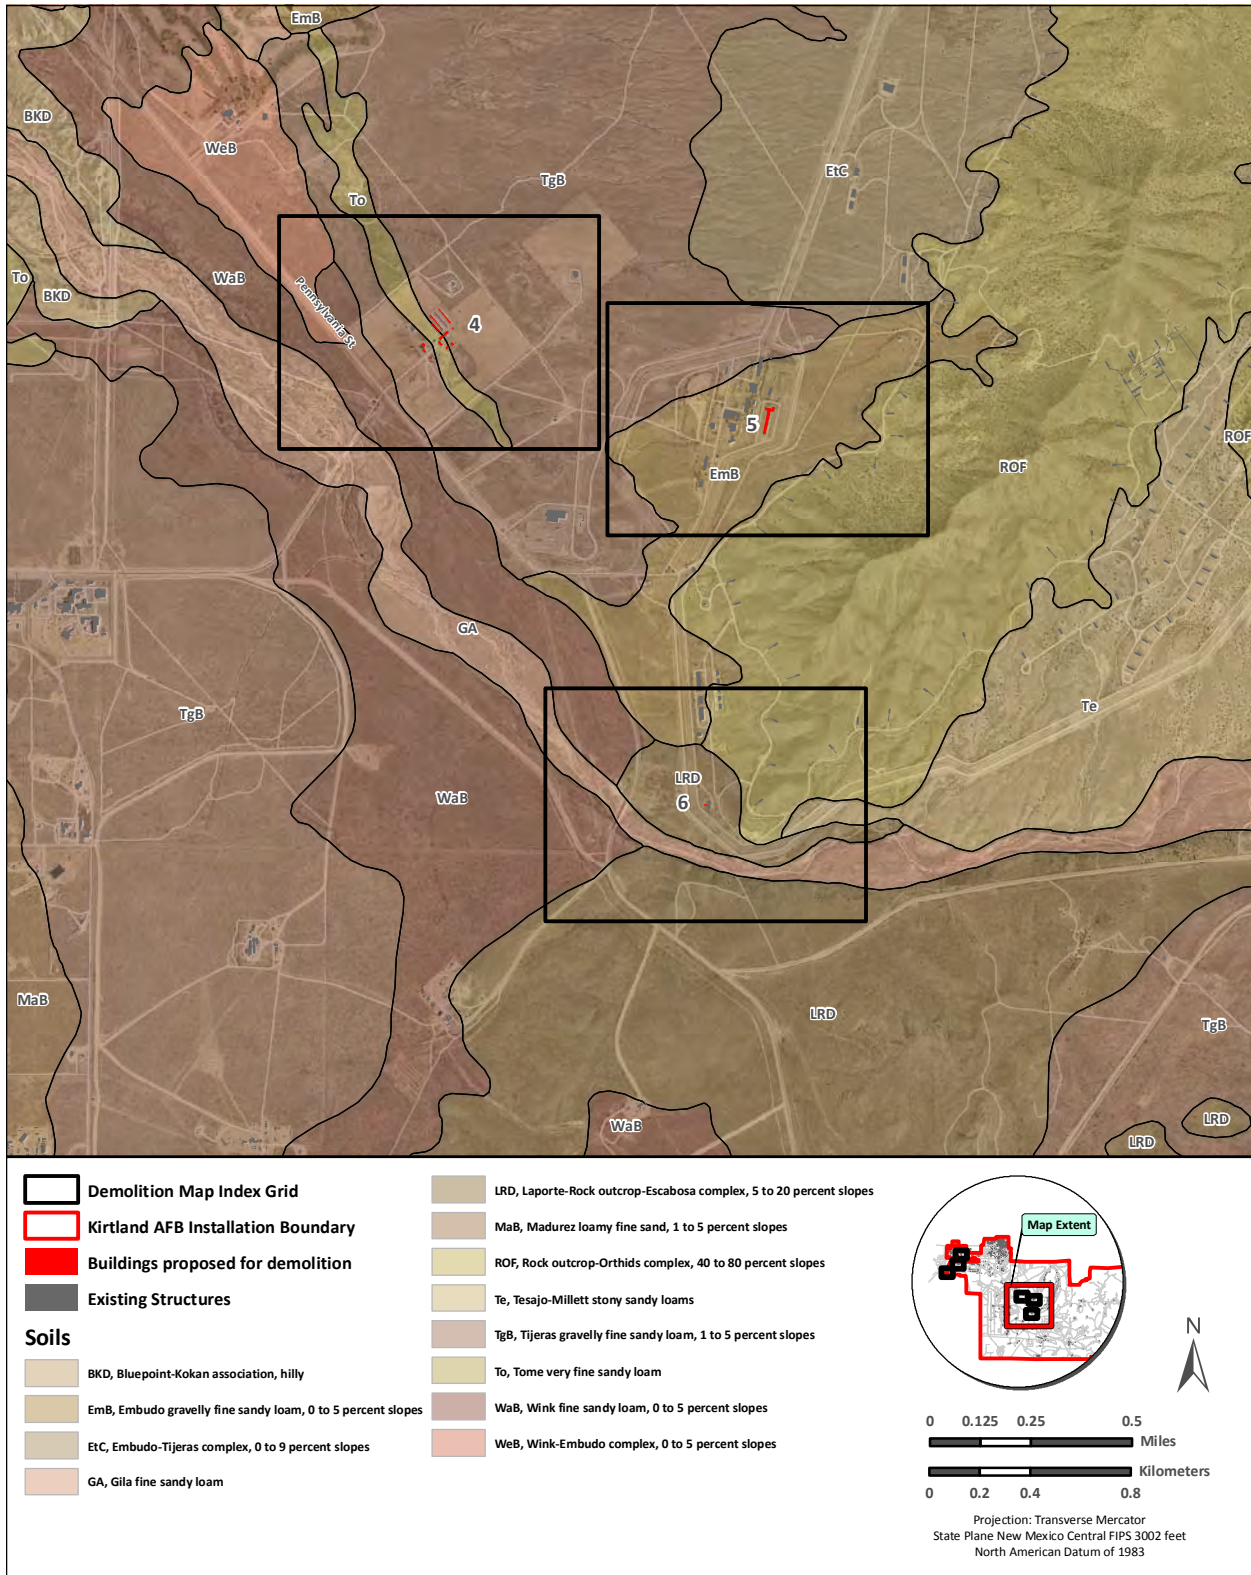 EmB
BKD
WeB
TgB
EtC
To
To
BKD
WaB
Pennsylvania St
4
5
EmB
ROF
ROF
GA
TgB
Te
WaB
LRD
6
MaB
LRD
TgB
WaB
LRD
LRD
Demolition Map Index Grid
Kirtland AFB Installation Boundary
Buildings proposed for demolition
Existing Structures
Soils
BKD, Bluepoint-Kokan association, hilly
EmB, Embudo gravelly fine sandy loam, 0 to 5 percent slopes
EtC, Embudo-Tijeras complex, 0 to 9 percent slopes
GA, Gila fine sandy loam
LRD, Laporte-Rock outcrop-Escabosa complex, 5 to 20 percent slopes
MaB, Madurez loamy fine sand, 1 to 5 percent slopes
ROF, Rock outcrop-Orthids complex, 40 to 80 percent slopes
Te, Tesajo-Millett stony sandy loams
TgB, Tijeras gravelly fine sandy loam, 1 to 5 percent slopes
To, Tome very fine sandy loam
WaB, Wink fine sandy loam, 0 to 5 percent slopes
WeB, Wink-Embudo complex, 0 to 5 percent slopes
Map Extent
N
0 0.125 0.25 0.5
Miles
Kilometers
0 0.2 0.4 0.8
Projection: Transverse Mercator
State Plane New Mexico Central FIPS 3002 feet
North American Datum of 1983